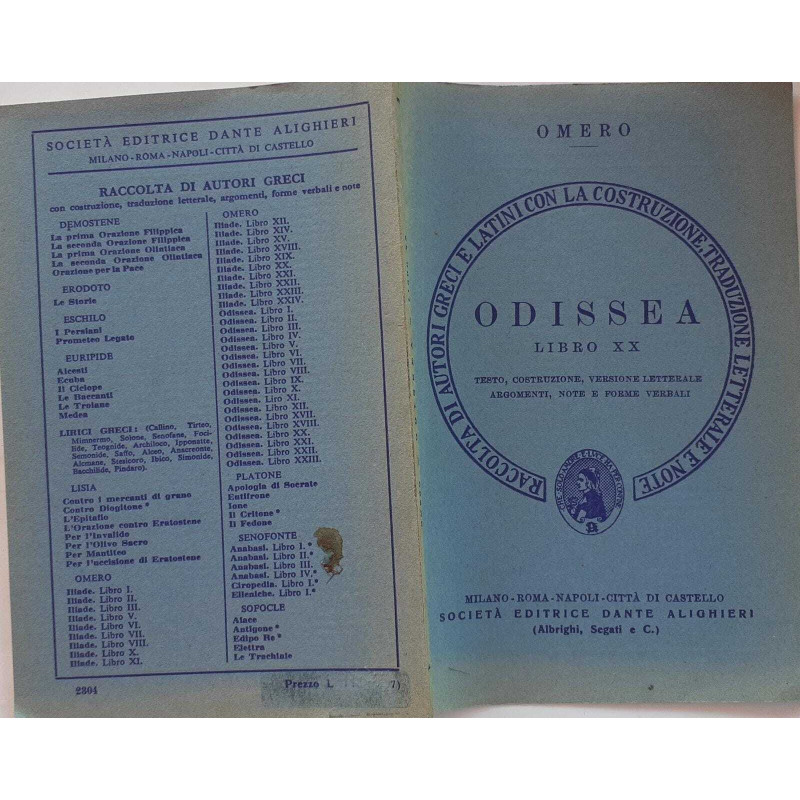 SOCIETÀ EDITRICE DANTE ALIGHIERI
MILANO-ROMA-NAPOLI-CITTÀ DI CASTELLO
RACCOLTA DI AUTORI GRECI
con costruzione, traduzione letterale, argomenti, forme verbali e note
DEMOSTENE
La prima Orazione Filippica
La seconda Orazione Filippica
La prima Orazione Olintiaca
La seconda Orazione Olintiaca
Orazione per la Pace
ERODOTO
Le Storie
ESCHILO
I Persiani
Prometeo Legato
EURIPIDE
Alcesti
Ecuba
Il Ciclope
Le Baccanti
Le Troiane
Medea
LIRICI GRECI: (Callino, Tirteo,
Mimnermo, Solone, Senofane, Foci-
lide, Teognide, Archiloco, Ipponatte,
Semonide, Saffo, Alceo, Anacreonte,
Alcmane, Stesicoro, Ibico, Simonide,
Bacchilide, Pindaro).
LISIA
Contro i mercanti di grano
Contro Diogitone*
L'Epitafio
L'Orazione contro Eratostene
Per l'Invalido
Per l'Olivo Sacro
Per Mantiteo
Per l'uccisione di Eratostene
OMERO
Iliade. Libro I.
Iliade. Libro II.
Iliade. Libro III.
Iliade. Libro V.
Iliade. Libro VI.
Iliade. Libro VII.
Iliade. Libro VIII.
Iliade. Libro X.
Iliade. Libro XI.
OMERO
Iliade. Libro XII.
Iliade. Libro XIV.
Iliade. Libro XV.
Iliade. Libro XVIII.
Iliade. Libro XIX.
Iliade. Libro XX.
Iliade. Libro XXI.
Iliade. Libro XXII.
Iliade. Libro XXIII.
Iliade. Libro XXIV.
Odissea. Libro I.
Odissea. Libro II.
Odissea. Libro III.
Odissea. Libro IV.
Odissea. Libro V.
Odissea. Libro VI.
Odissea. Libro VII.
Odissea. Libro VIII.
Odissea. Libro IX.
Odissea. Libro X.
Odissea. Liro XI.
Odissea. Libro XII.
Odissea. Libro XVII.
Odissea. Libro XVIII.
Odissea. Libro XX.
Odissea. Libro XXI.
Odissea. Libro XXII.
Odissea. Libro XXIII.
PLATONE
Apologia di Socrate
Eutifrone
Ione
Il Critone*
Il Fedone
SENOFONTE
Anabasi. Libro I.*
Anabasi. Libro II.*
Anabasi. Libro III.
Anabasi. Libro IV.*
Ciropedia. Libro I.*
Elleniche. Libro I.*
SOFOCLE
Aiace
Antigone*
Edipo Re*
Elettra
Le Trachinie
2304
Prezzo L
7)
OMERO
RACCOLTA DI AUTORI GRECI E LATINI CON LA COSTRUZIONE, TRADUZIONE LETTERALE E NOTE
ODISSEA
LIBRO XX
TESTO, COSTRUZIONE, VERSIONE LETTERALE
ARGOMENTI, NOTE E FORME VERBALI
MILANO-ROMA-NAPOLI-CITTÀ DI CASTELLO
SOCIETÀ EDITRICE DANTE ALIGHIERI
(Albrighi, Segati e C.)